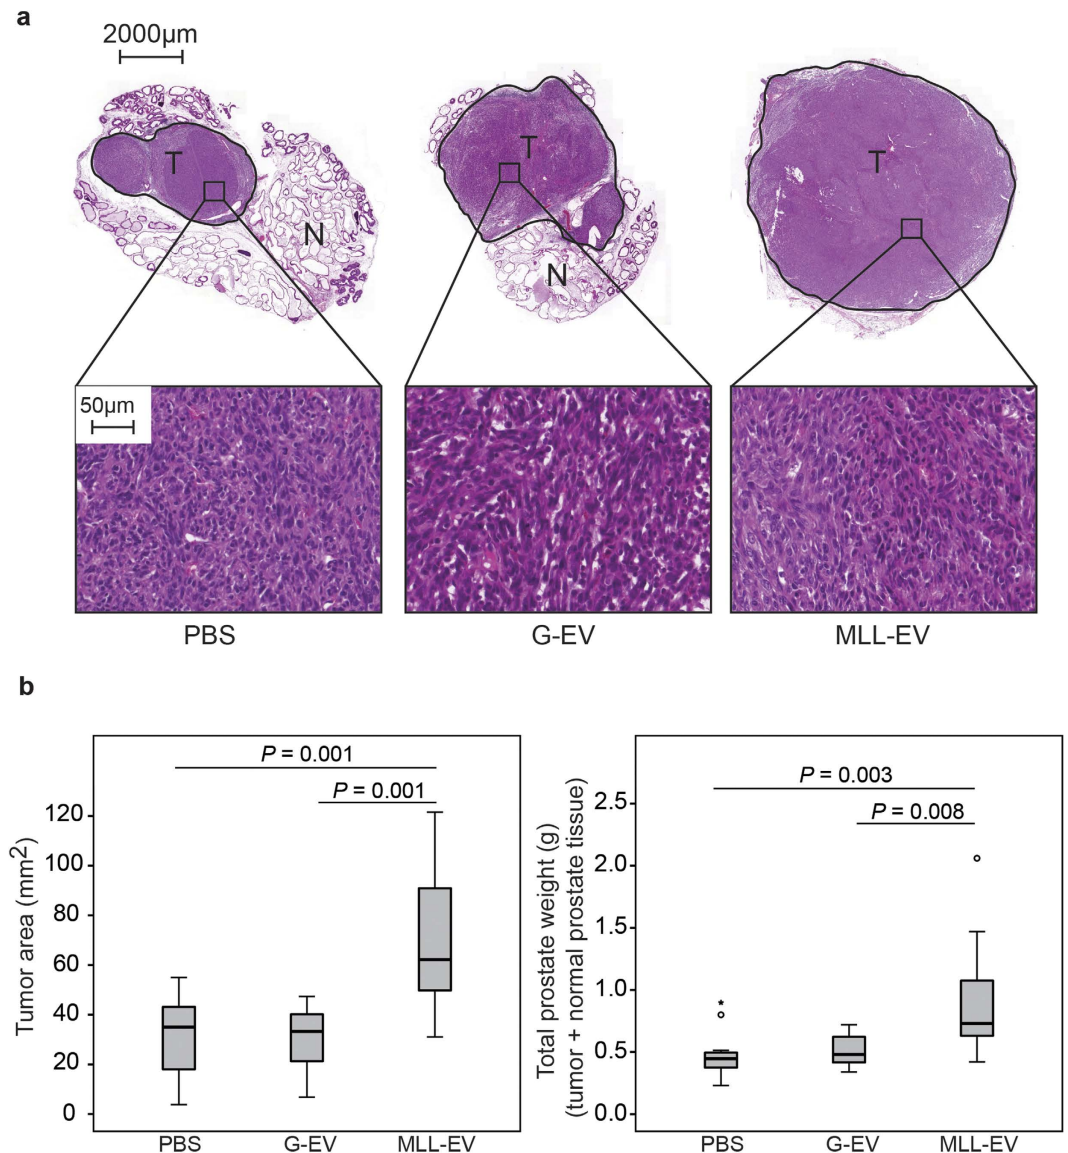 a
2000µm
T
N
T
N
T
50µm
PBS
G-EV
MLL-EV
b
P = 0.001
P = 0.001
120
100
80
60
40
20
0
Tumor area (mm2)
PBS
G-EV
MLL-EV
P = 0.003
P = 0.008
2.5
2.0
1.5
1.0
0.5
0.0
Total prostate weight (g)
(tumor + normal prostate tissue)
PBS
G-EV
MLL-EV